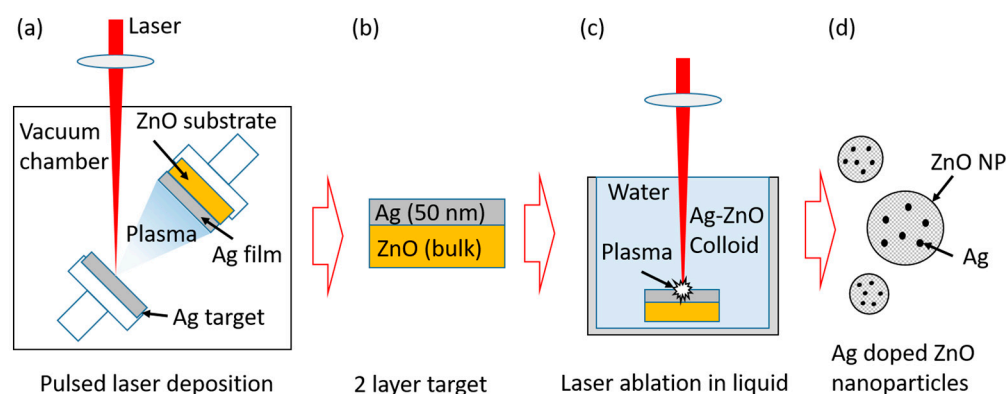 (a)
Laser
Vacuum
chamber
ZnO substrate
Plasma
Ag film
Ag target
Pulsed laser deposition
(b)
Ag (50 nm)
ZnO (bulk)
2 layer target
(c)
Water
Ag-ZnO
Colloid
Plasma
Laser ablation in liquid
(d)
ZnO NP
Ag
Ag doped ZnO
nanoparticles